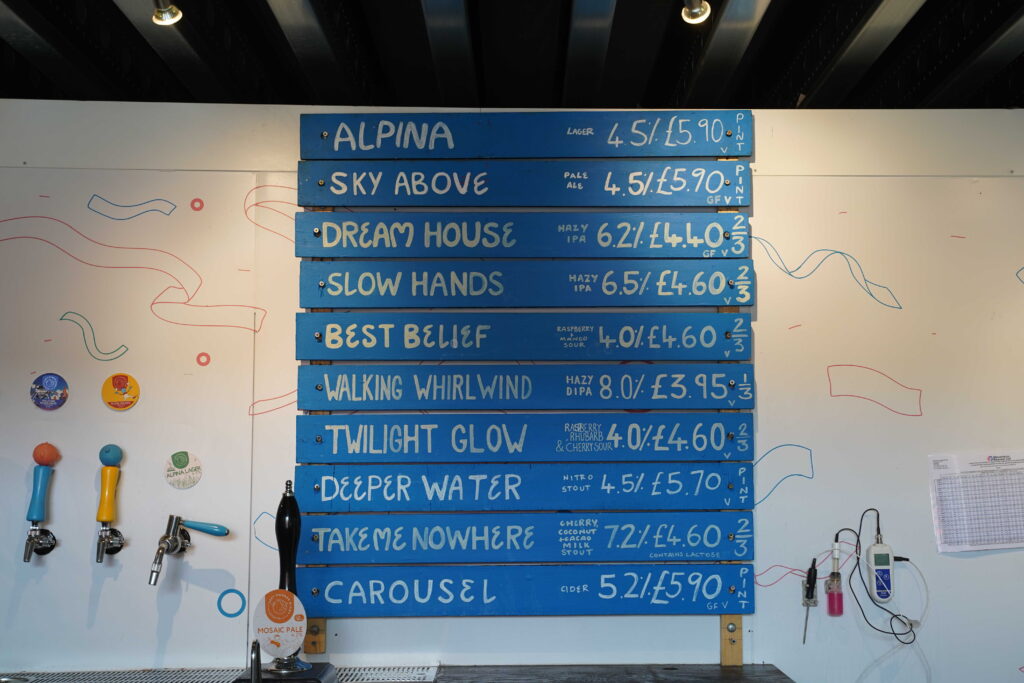 ALPINA LAGER 4.5% £5.90 V PINT
SKY ABOVE PALE ALE 4.5% £5.90 GF V PINT
DREAM HOUSE HAZY IPA 6.2% £4.40 GF V 2/3
SLOW HANDS HAZY IPA 6.5% £4.60 V 2/3
BEST BELIEF RASPBERRY & MANGO SOUR 4.0% £4.60 V 2/3
WALKING WHIRLWIND HAZY DIPA 8.0% £3.95 V 1/3
TWILIGHT GLOW RASBERRY, RHUBARB & CHERRY SOUR 4.0% £4.60 V 2/3
DEEPER WATER NITRO STOUT 4.5% £5.70 V PINT
TAKE ME NOWHERE CHERRY, COCONUT + CACAO MILK STOUT 7.2% £4.60 CONTAINS LACTOSE 2/3
CAROUSEL CIDER 5.2% £5.90 GF V PINT
ALPINA LAGER
MOSAIC PALE